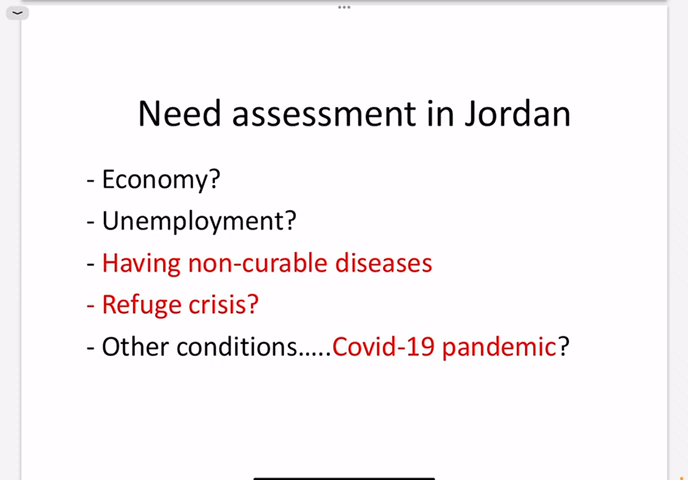 Need assessment in Jordan
- Economy?
- Unemployment?
- Having non-curable diseases
- Refuge crisis?
- Other conditions.....Covid-19 pandemic?